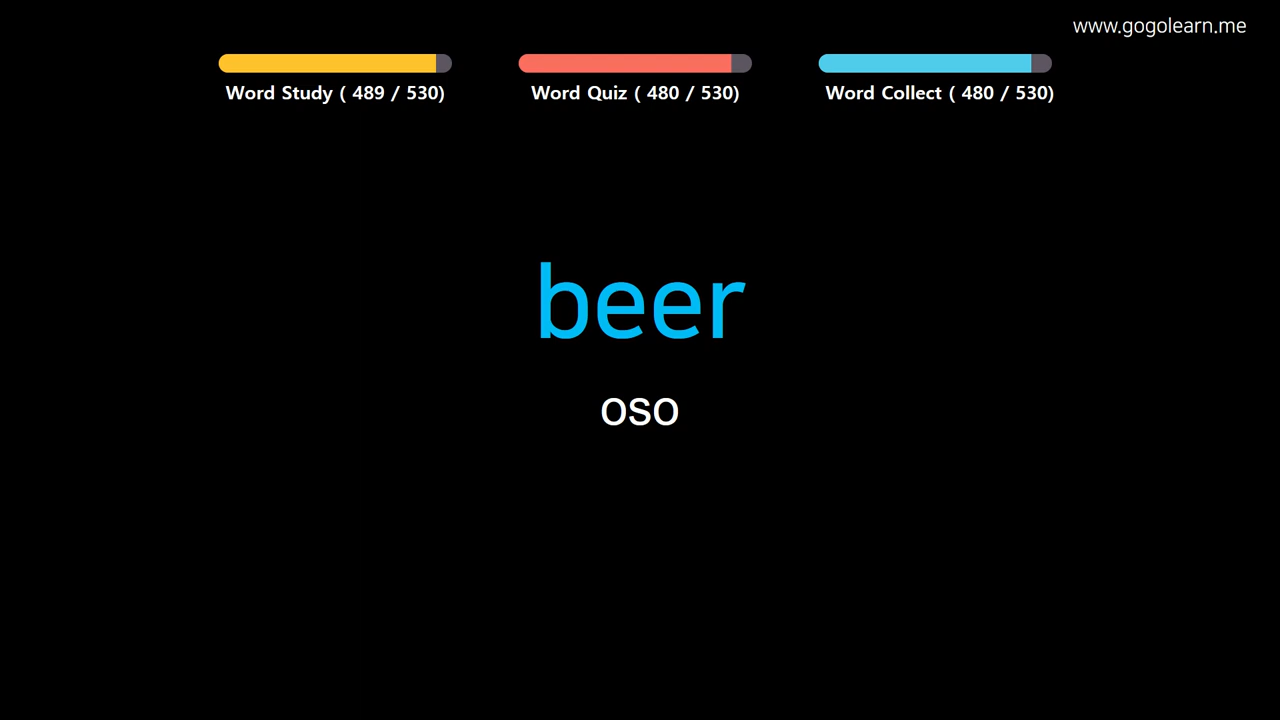 www.gogolearn.me
Word Study ( 489 / 530)
Word Quiz ( 480 / 530)
Word Collect ( 480 / 530)
beer
oso